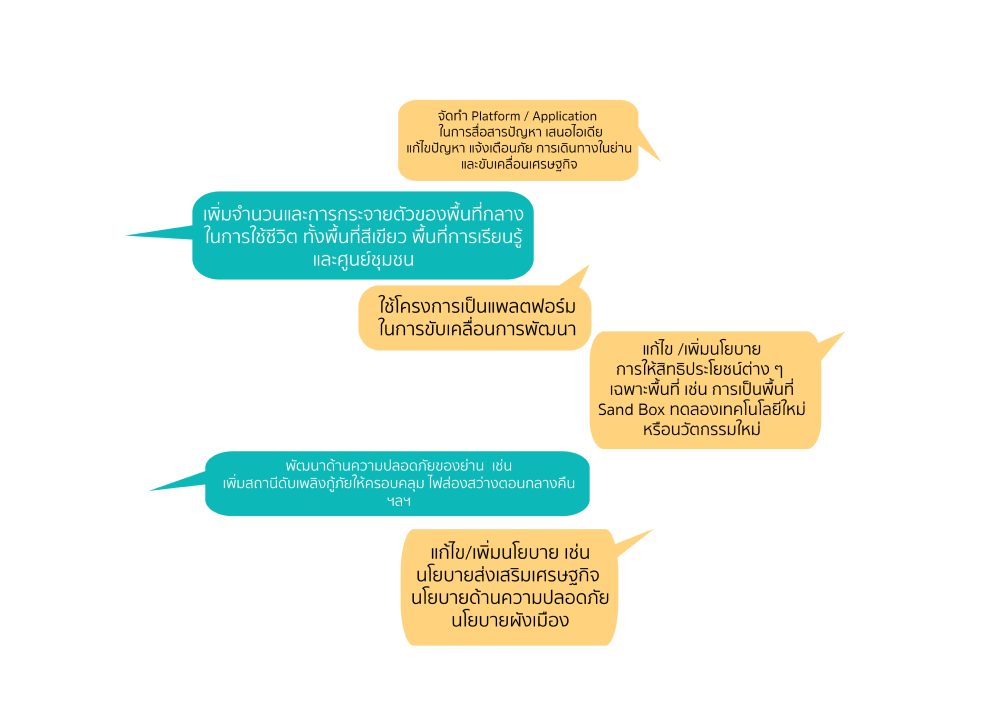 จัดทำ Platform / Application
ในการสื่อสารปัญหา เสนอไอเดีย
แก้ไขปัญหา แจ้งเตือนภัย การเดินทางในย่าน
และขับเคลื่อนเศรษฐกิจ
เพิ่มจำนวนและการกระจายตัวของพื้นที่กลาง
ในการใช้ชีวิต ทั้งพื้นที่สีเขียว พื้นที่การเรียนรู้
และศูนย์ชุมชน
ใช้โครงการเป็นแพลตฟอร์ม
ในการขับเคลื่อนการพัฒนา
แก้ไข /เพิ่มนโยบาย
การให้สิทธิประโยชน์ต่าง ๆ
เฉพาะพื้นที่ เช่น การเป็นพื้นที่
Sand Box ทดลองเทคโนโลยีใหม่
หรือนวัตกรรมใหม่
พัฒนาด้านความปลอดภัยของย่าน เช่น
เพิ่มสถานีดับเพลิงกู้ภัยให้ครอบคลุม ไฟส่องสว่างตอนกลางคืน
ฯลฯ
แก้ไข/เพิ่มนโยบาย เช่น
นโยบายส่งเสริมเศรษฐกิจ
นโยบายด้านความปลอดภัย
นโยบายผังเมือง